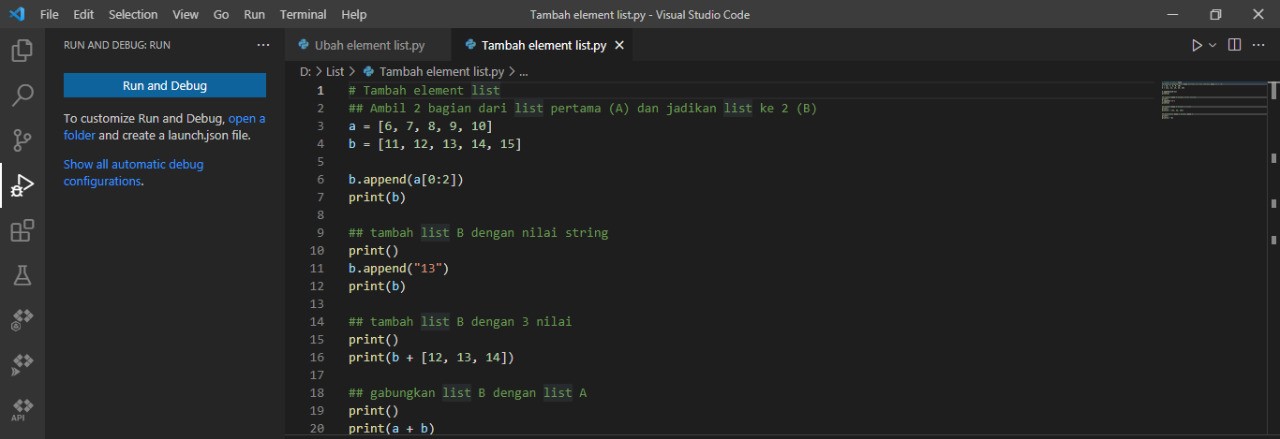 File Edit Selection View Go Run Terminal Help Tambah element list.py - Visual Studio Code
RUN AND DEBUG: RUN ...
Run and Debug
To customize Run and Debug, open a
folder and create a launch.json file.
Show all automatic debug
configurations.
API
Ubah element list.py Tambah element list.py
D: > List > Tambah element list.py > ...
1 # Tambah element list
2 ## Ambil 2 bagian dari list pertama (A) dan jadikan list ke 2 (B)
3 a = [6, 7, 8, 9, 10]
4 b = [11, 12, 13, 14, 15]
5
6 b.append(a[0:2])
7 print(b)
8
9 ## tambah list B dengan nilai string
10 print()
11 b.append("13")
12 print(b)
13
14 ## tambah list B dengan 3 nilai
15 print()
16 print(b + [12, 13, 14])
17
18 ## gabungkan list B dengan list A
19 print()
20 print(a + b)